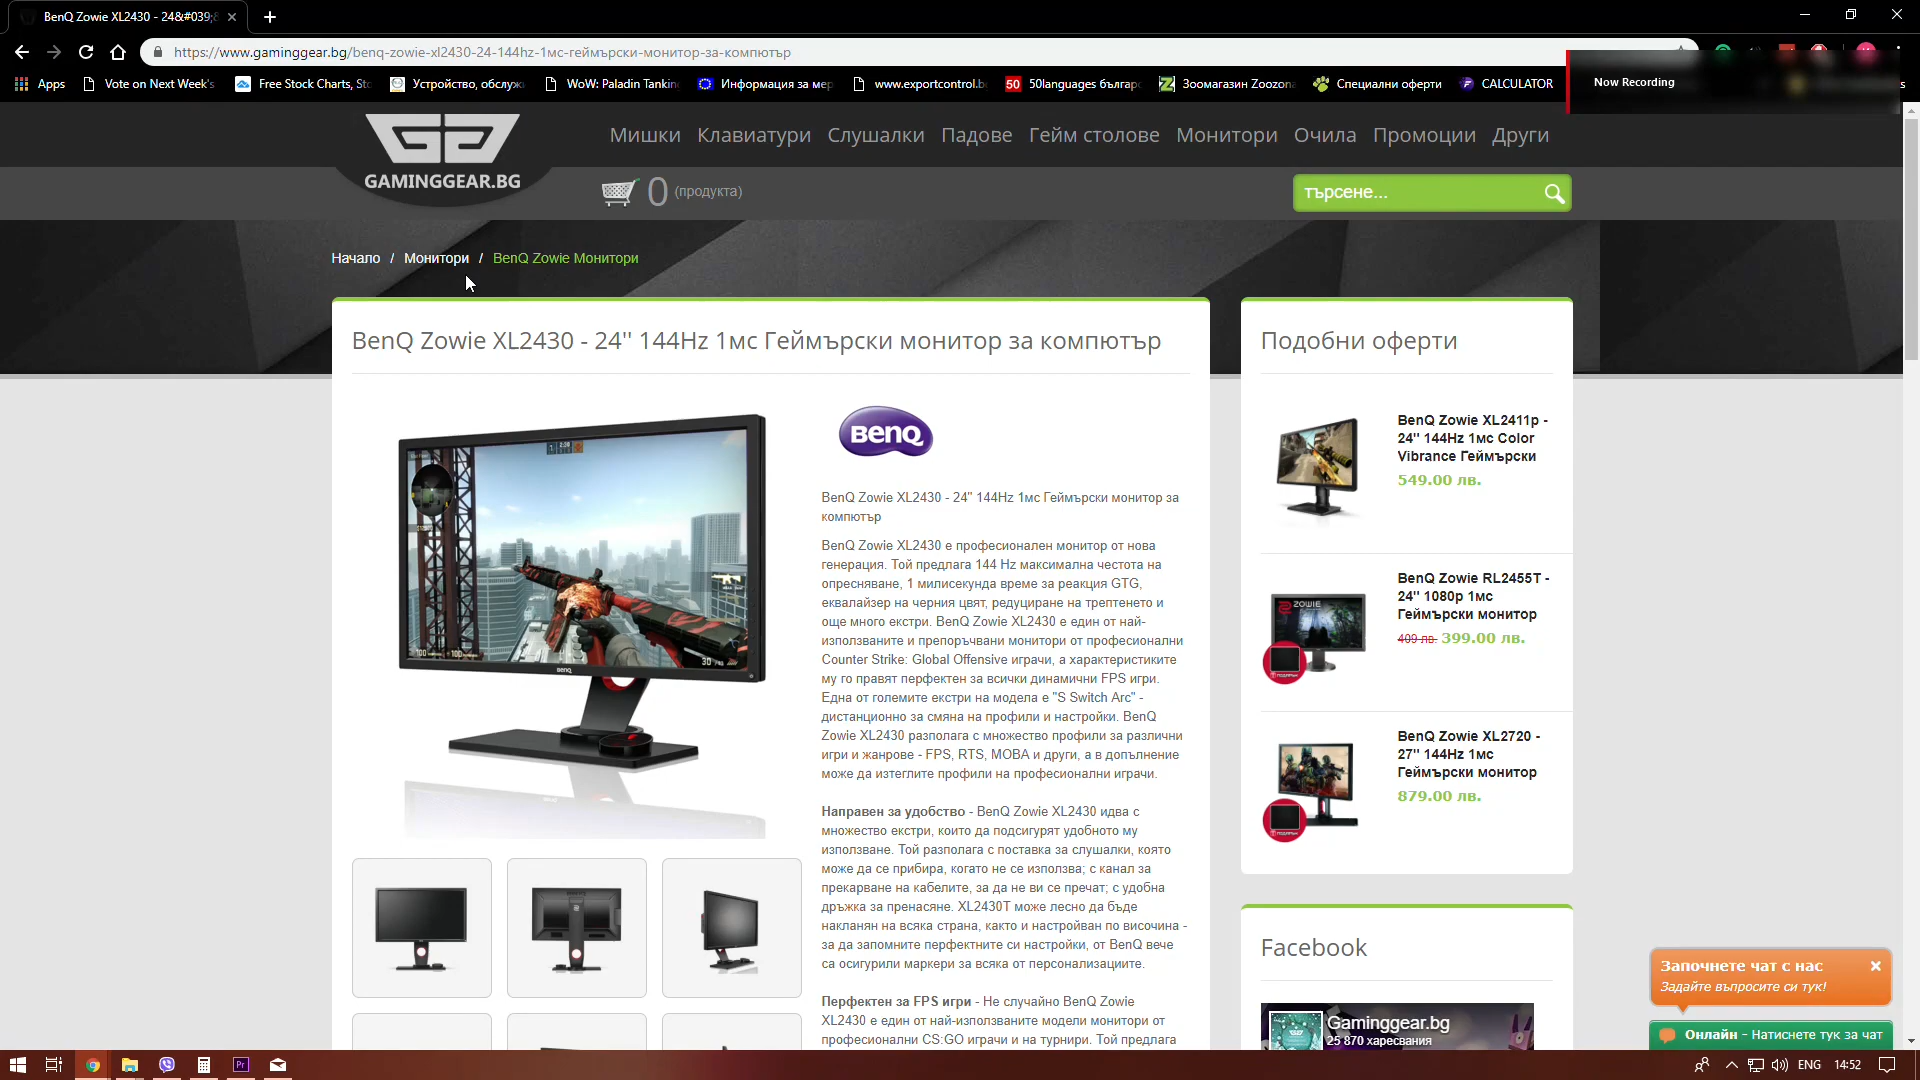 BenQ Zowie XL2430 - 24&#039;&
https://www.gaminggear.bg/benq-zowie-xl2430-24-144hz-1мс-геймърски-монитор-за-компютър
Apps
Vote on Next Week's
Free Stock Charts, Sto
Устройство, обслужи
WoW: Paladin Tanking
Информация за мер
www.exportcontrol.bg
50 50languages българс
Зоомагазин Zoozona
Специални оферти
CALCULATOR
Now Recording
GAMINGGEAR.BG
Мишки Клавиатури Слушалки Падове Гейм столове Монитори Очила Промоции Други
0 (продукта)
търсене...
Начало / Монитори / BenQ Zowie Монитори
BenQ Zowie XL2430 - 24'' 144Hz 1мс Геймърски монитор за компютър
BenQ
BenQ Zowie XL2430 - 24" 144Hz 1мс Геймърски монитор за
компютър
BenQ Zowie XL2430 е професионален монитор от нова
генерация. Той предлага 144 Hz максимална честота на
опресняване, 1 милисекунда време за реакция GTG,
еквалайзер на черния цвят, редуциране на трептенето и
още много екстри. BenQ Zowie XL2430 е един от най-
използваните и препоръчвани монитори от професионални
Counter Strike: Global Offensive играчи, а характеристиките
му го правят перфектен за всички динамични FPS игри.
Една от големите екстри на модела е "S Switch Arc" -
дистанционно за смяна на профили и настройки. BenQ
Zowie XL2430 разполага с множество профили за различни
игри и жанрове - FPS, RTS, MOBA и други, а в допълнение
може да изтеглите профили на професионални играчи.
Направен за удобство - BenQ Zowie XL2430 идва с
множество екстри, които да подсигурят удобното му
използване. Той разполага с поставка за слушалки, която
може да се прибира, когато не се използва; с канал за
прекарване на кабелите, за да не ви се пречат; с удобна
дръжка за пренасяне. XL2430T може лесно да бъде
накланян на всяка страна, както и настройван по височина -
за да запомните перфектните си настройки, от BenQ вече
са осигурили маркери за всяка от персонализациите.
Перфектен за FPS игри - Не случайно BenQ Zowie
XL2430 е един от най-използваните модели монитори от
професионални CS:GO играчи и на турнири. Той предлага
Подобни оферти
BenQ Zowie XL2411p -
24'' 144Hz 1мс Color
Vibrance Геймърски
549.00 лв.
BenQ Zowie RL2455T -
24'' 1080p 1мс
Геймърски монитор
409 лв. 399.00 лв.
BenQ Zowie XL2720 -
27'' 144Hz 1мс
Геймърски монитор
879.00 лв.
Facebook
Gaminggear.bg
25 870 харесвания
Започнете чат с нас
Задайте въпросите си тук!
Онлайн - Натиснете тук за чат
Pr
ENG
14:52